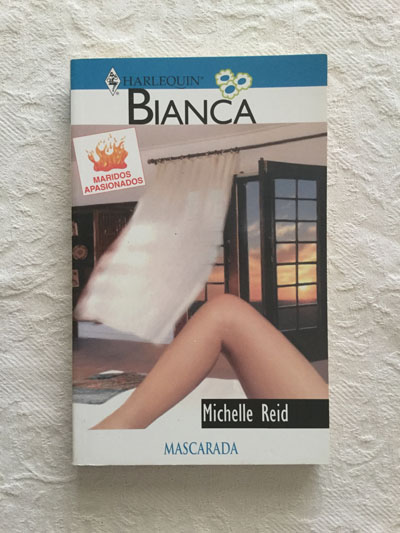 HARLEQUIN®
BIANCA
MARIDOS
APASIONADOS
Michelle Reid
MASCARADA